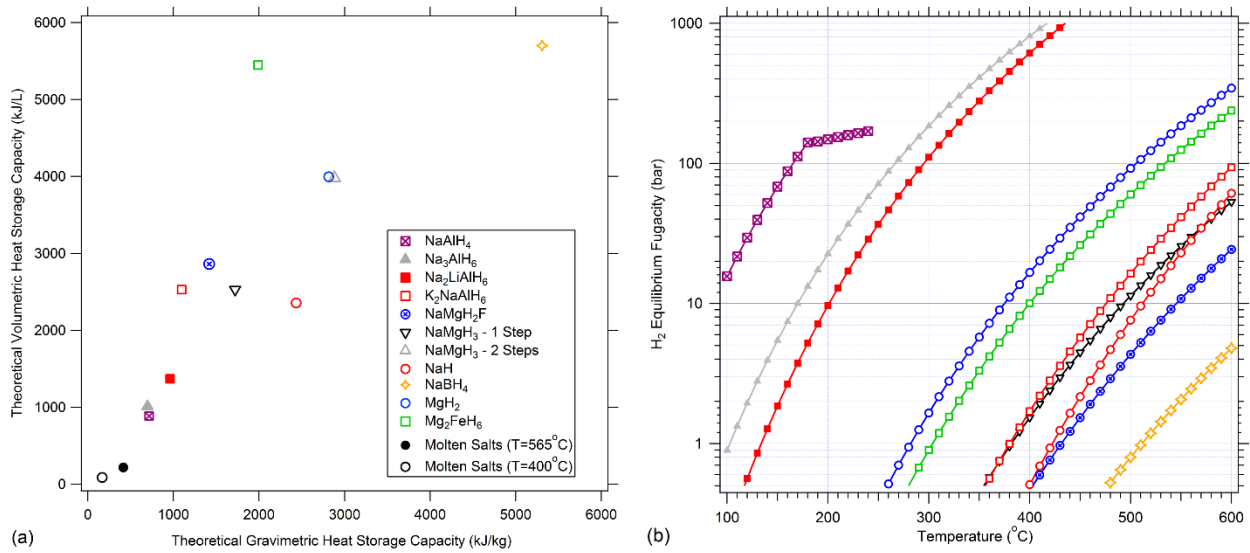 6000
5000
4000
3000
2000
1000
0
Theoretical Volumetric Heat Storage Capacity (kJ/L)
NaAlH₄
Na₃AlH₆
Na₂LiAlH₆
K₂NaAlH₆
NaMgH₂F
NaMgH₃ - 1 Step
NaMgH₃ - 2 Steps
NaH
NaBH₄
MgH₂
Mg₂FeH₆
Molten Salts (T=565°C)
Molten Salts (T=400°C)
0 1000 2000 3000 4000 5000 6000
(a) Theoretical Gravimetric Heat Storage Capacity (kJ/kg)
1000
100
10
1
H₂ Equilibrium Fugacity (bar)
100 200 300 400 500 600
(b) Temperature (°C)